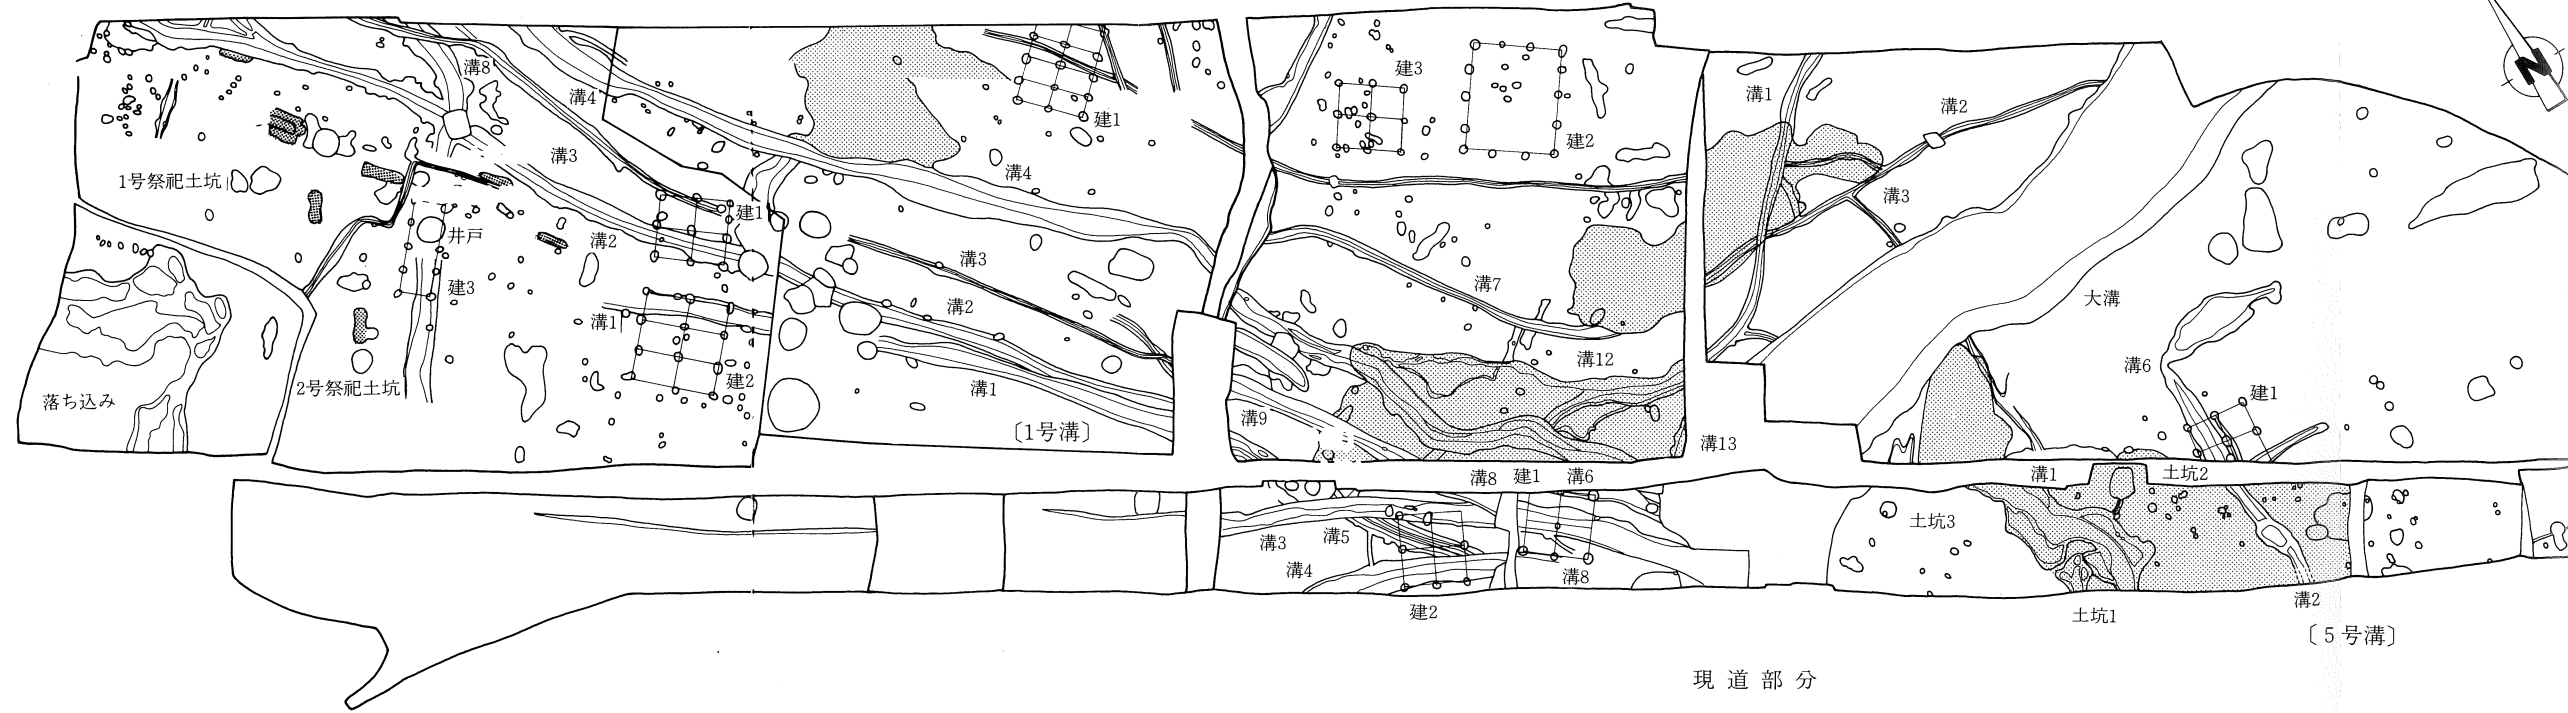 溝8
溝4
溝3
1号祭祀土坑
井戸
建3
溝2
建1
溝1
建2
2号祭祀土坑
落ち込み
建1
溝4
溝3
溝2
溝1
〔1号溝〕
建3
建2
溝7
溝12
溝9
溝13
溝1
溝2
溝3
大溝
溝6
建1
溝8
建1
溝6
溝3
溝5
溝4
建2
溝8
溝1
土坑2
土坑3
土坑1
溝2
〔5号溝〕
現道部分
N